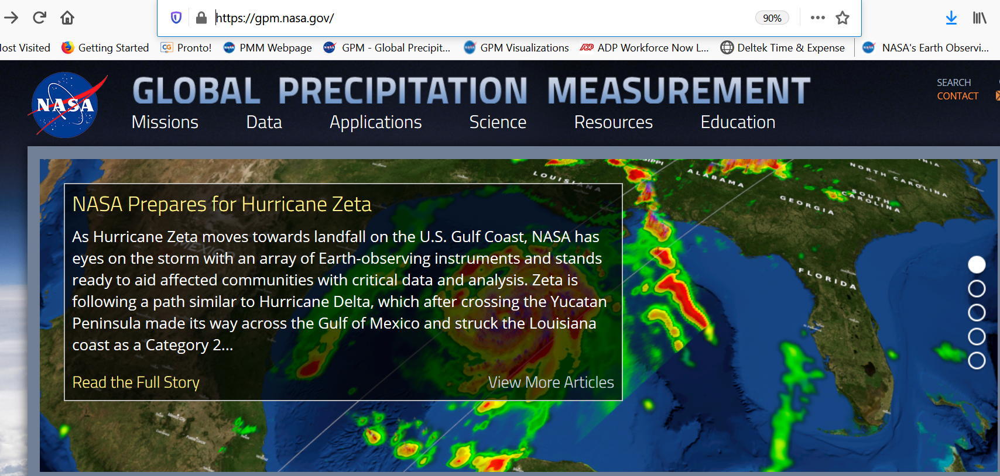 https://gpm.nasa.gov/
90%
ost Visited
Getting Started
CG Pronto!
PMM Webpage
GPM - Global Precipit...
GPM Visualizations
ADP ADP Workforce Now L...
Deltek Time & Expense
NASA's Earth Observi...
NASA
GLOBAL PRECIPITATION MEASUREMENT
SEARCH
CONTACT
Missions
Data
Applications
Science
Resources
Education
LOUISIANA
SIPPI
ALABAMA
GEORGIA
NORTH CAROLINA
SOUTH
CAROLINA
FLORIDA
MEXICO
NASA Prepares for Hurricane Zeta
As Hurricane Zeta moves towards landfall on the U.S. Gulf Coast, NASA has
eyes on the storm with an array of Earth-observing instruments and stands
ready to aid affected communities with critical data and analysis. Zeta is
following a path similar to Hurricane Delta, which after crossing the Yucatan
Peninsula made its way across the Gulf of Mexico and struck the Louisiana
coast as a Category 2...
Read the Full Story
View More Articles